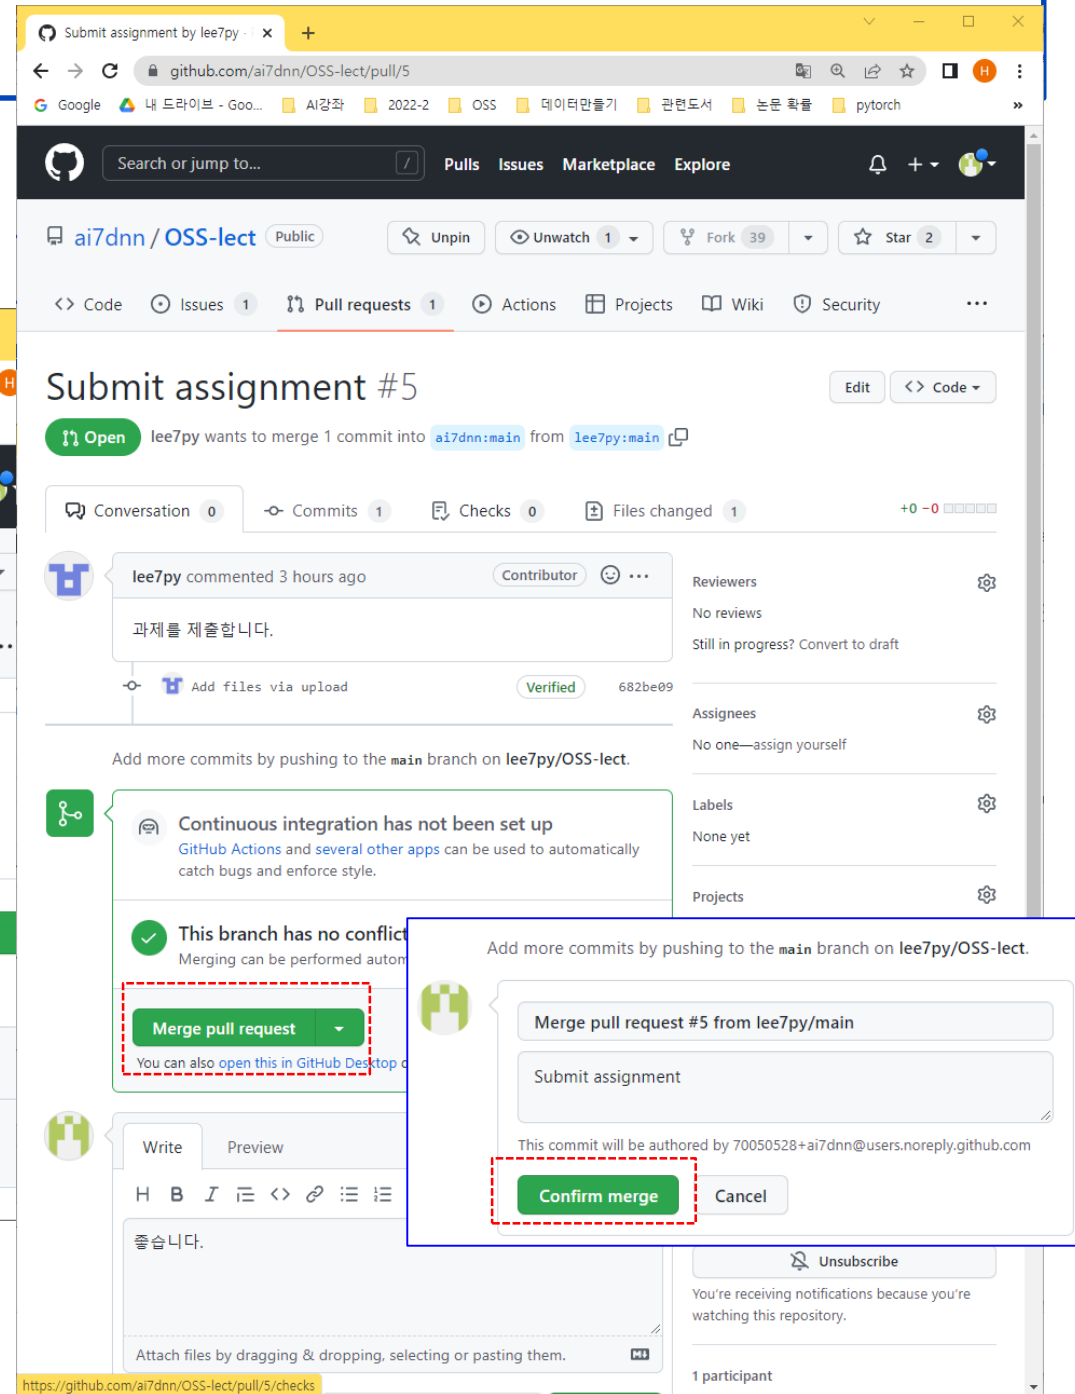 Submit assignment by lee7py ·
github.com/ai7dnn/OSS-lect/pull/5
H
Google 내 드라이브 - Goo... AI강좌 2022-2 OSS 데이터만들기 관련도서 논문 확률 pytorch »
Search or jump to... / Pulls Issues Marketplace Explore
ai7dnn / OSS-lect Public Unpin Unwatch 1 Fork 39 Star 2
Code Issues 1 Pull requests 1 Actions Projects Wiki Security ...
H
Submit assignment #5 Edit Code
Open lee7py wants to merge 1 commit into ai7dnn:main from lee7py:main
Conversation 0 Commits 1 Checks 0 Files changed 1 +0 −0
lee7py commented 3 hours ago Contributor ...
과제를 제출합니다.
Add files via upload Verified 682be09
Add more commits by pushing to the main branch on lee7py/OSS-lect.
Continuous integration has not been set up
GitHub Actions and several other apps can be used to automatically
catch bugs and enforce style.
This branch has no conflict
Merging can be performed autom
Merge pull request
You can also open this in GitHub Desktop
Write Preview
H B I
좋습니다.
Attach files by dragging & dropping, selecting or pasting them.
https://github.com/ai7dnn/OSS-lect/pull/5/checks
Reviewers
No reviews
Still in progress? Convert to draft
Assignees
No one—assign yourself
Labels
None yet
Projects
Add more commits by pushing to the main branch on lee7py/OSS-lect.
Merge pull request #5 from lee7py/main
Submit assignment
This commit will be authored by 70050528+ai7dnn@users.noreply.github.com
Confirm merge Cancel
Unsubscribe
You're receiving notifications because you're
watching this repository.
1 participant